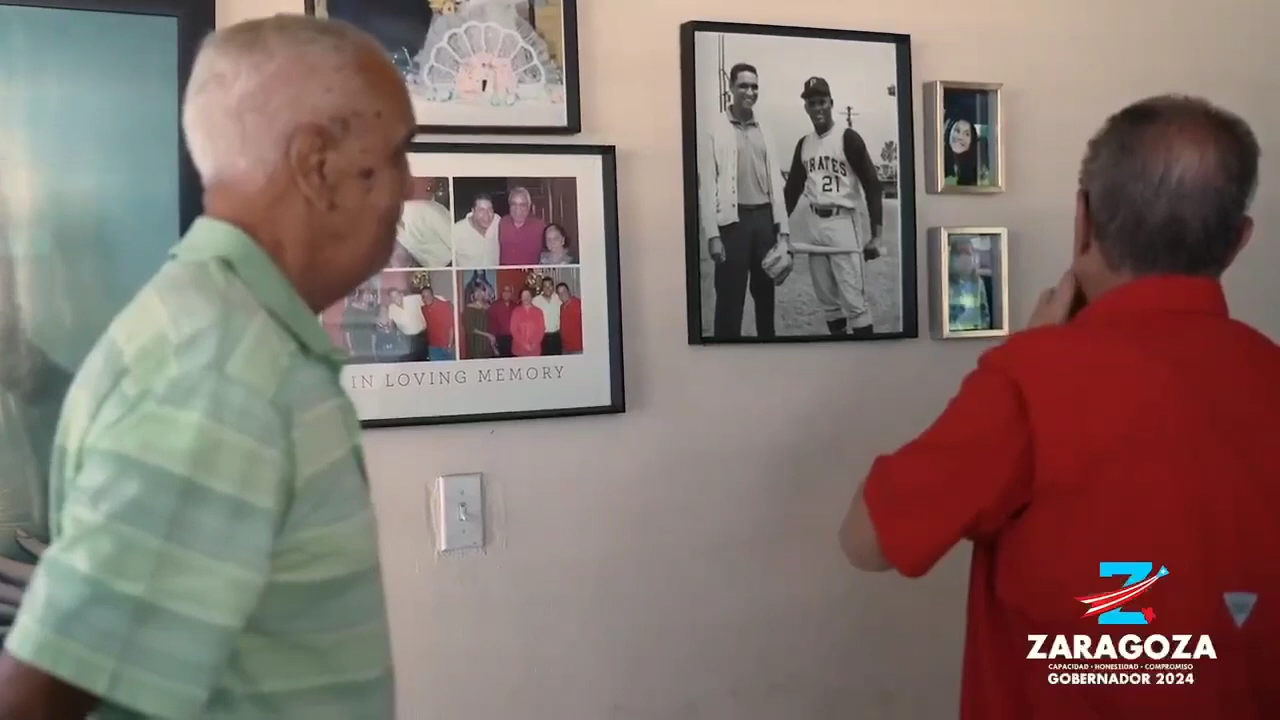 IN LOVING MEMORY
PIRATES
21
Z
ZARAGOZA
CAPACIDAD • HONESTIDAD • COMPROMISO
GOBERNADOR 2024